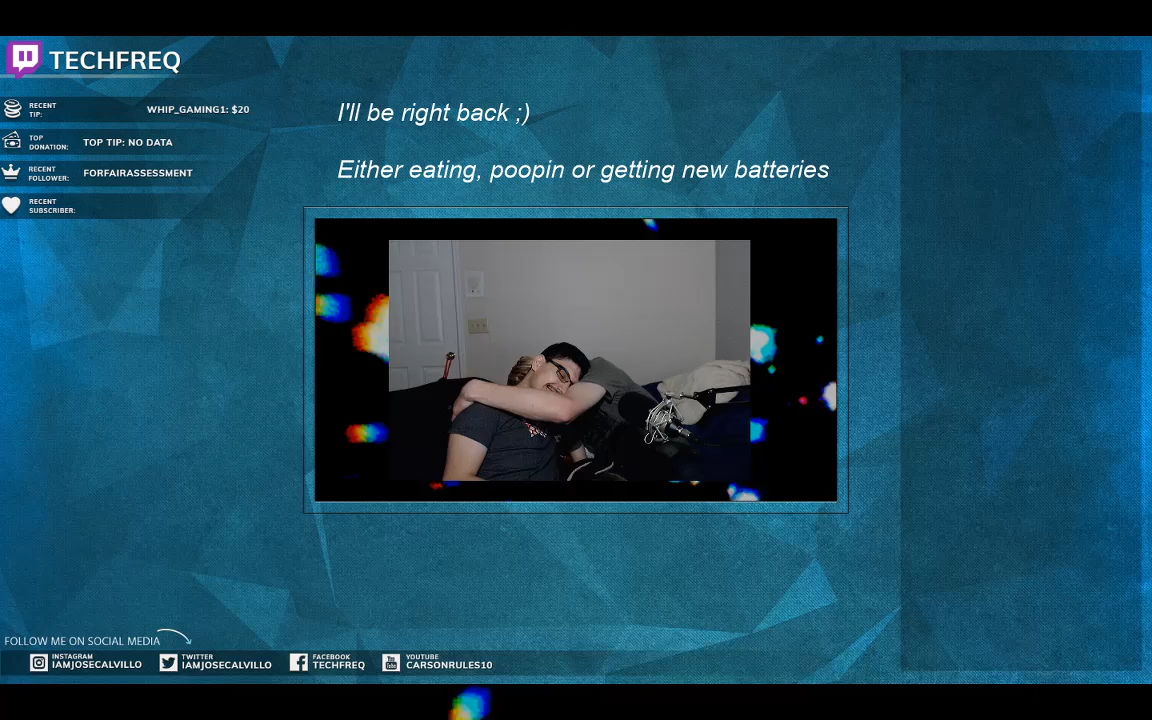 TECHFREQ
RECENT TIP: WHIP_GAMING1: $20
TOP DONATION: TOP TIP: NO DATA
RECENT FOLLOWER: FORFAIRASSESSMENT
RECENT SUBSCRIBER:
I'll be right back ;)
Either eating, poopin or getting new batteries
FOLLOW ME ON SOCIAL MEDIA
INSTAGRAM
IAMJOSECALVILLO
TWITTER
IAMJOSECALVILLO
FACEBOOK
TECHFREQ
YOUTUBE
CARSONRULES10